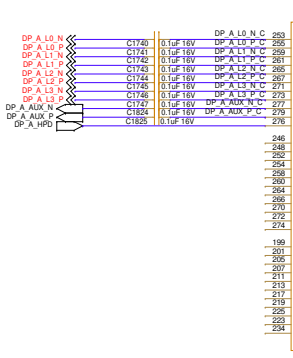 DP_A_L0_N_C 253
DP_A_L0_N C1740 0.1uF 16V DP_A_L0_P_C 255
DP_A_L0_P C1741 0.1uF 16V DP_A_L1_N_C 259
DP_A_L1_N C1742 0.1uF 16V DP_A_L1_P_C 261
DP_A_L1_P C1743 0.1uF 16V DP_A_L2_N_C 265
DP_A_L2_N C1744 0.1uF 16V DP_A_L2_P_C 267
DP_A_L2_P C1745 0.1uF 16V DP_A_L3_N_C 271
DP_A_L3_N C1746 0.1uF 16V DP_A_L3_P_C 273
DP_A_L3_P C1747 0.1uF 16V DP_A_AUX_N_C 277
DP_A_AUX_N C1824 0.1uF 16V DP_A_AUX_P_C 279
DP_A_AUX_P C1825 0.1uF 16V 276
DP_A_HPD
246
248
252
254
258
260
264
266
270
272
274
199
201
205
207
211
213
217
219
225
223
234